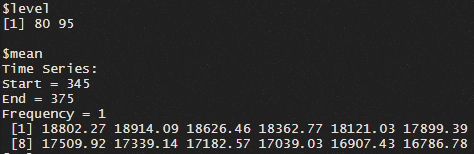 $level
[1] 80 95
$mean
Time Series:
Start = 345
End = 375
Frequency = 1
[1] 18802.27 18914.09 18626.46 18362.77 18121.03 17899.39
[8] 17509.92 17339.14 17182.57 17039.03 16907.43 16786.78